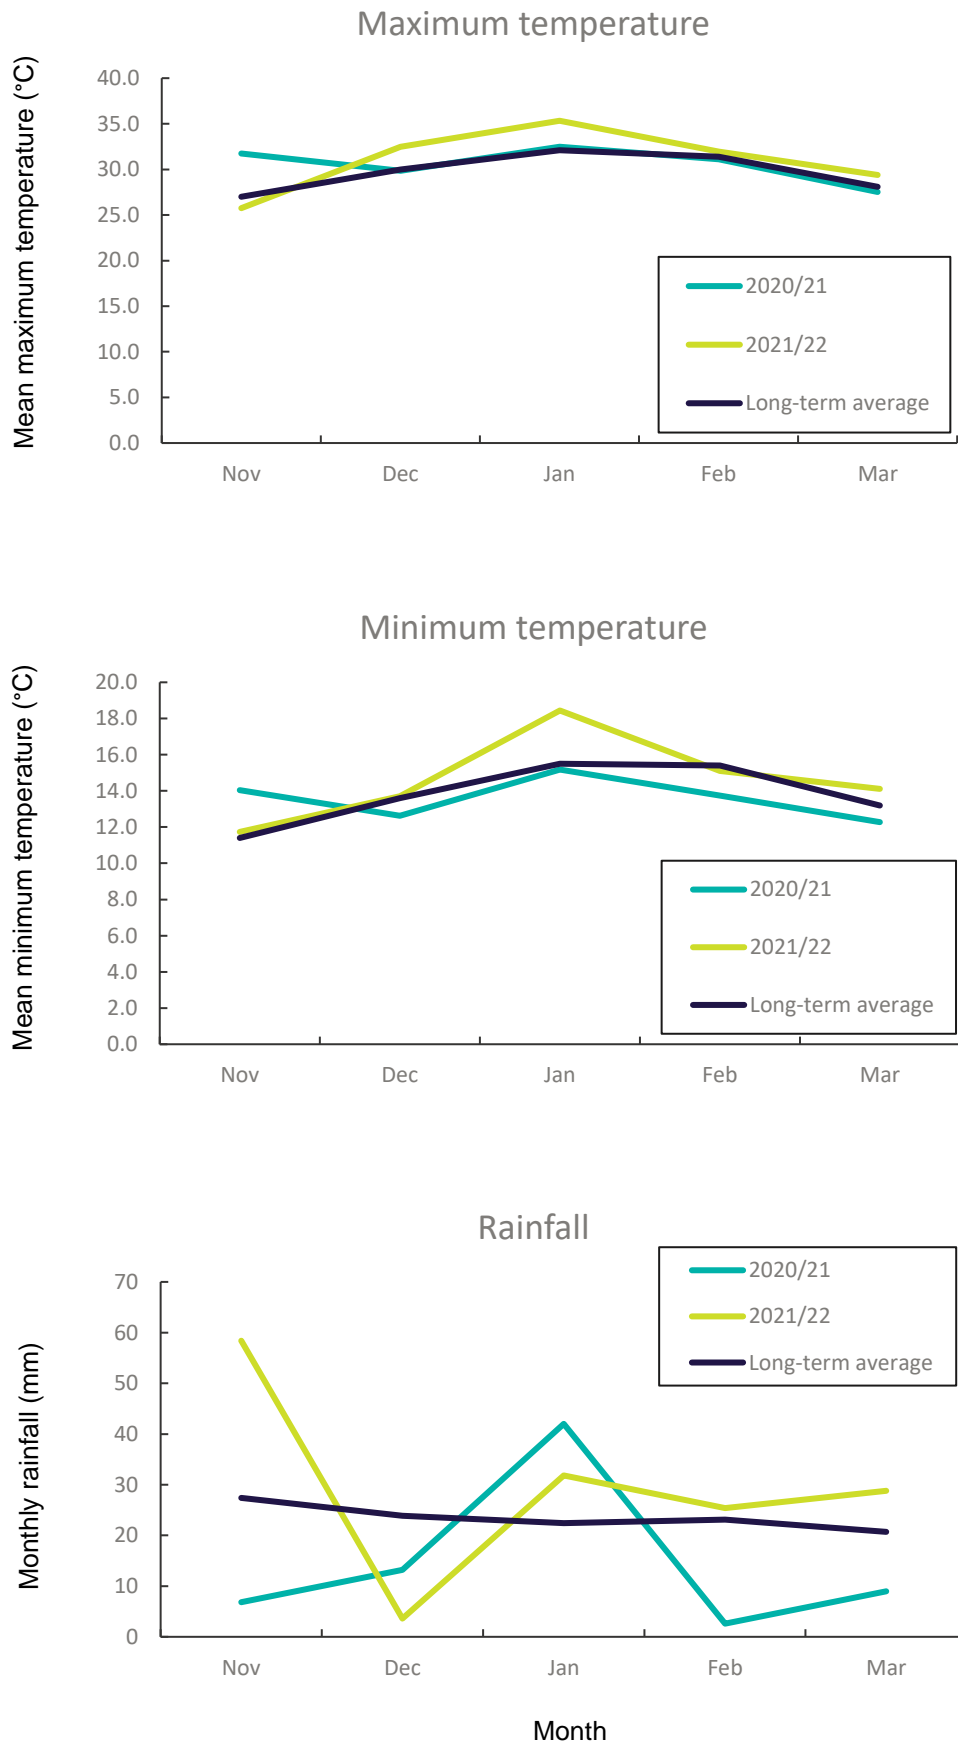 Maximum temperature
Mean maximum temperature (°C)
40.0
35.0
30.0
25.0
20.0
15.0
10.0
5.0
0.0
2020/21
2021/22
Long-term average
Nov Dec Jan Feb Mar
Minimum temperature
Mean minimum temperature (°C)
20.0
18.0
16.0
14.0
12.0
10.0
8.0
6.0
4.0
2.0
0.0
2020/21
2021/22
Long-term average
Nov Dec Jan Feb Mar
Rainfall
Monthly rainfall (mm)
70
60
50
40
30
20
10
0
2020/21
2021/22
Long-term average
Nov Dec Jan Feb Mar
Month